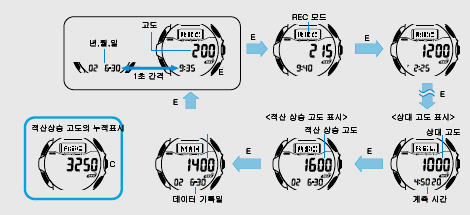 REC 모드
고도
년,월,일
REC
200
02 6·30
9:35
1초 간격
E
E
REC
215
9:40
E
REC
1200
2:25
E
E
<적산 상승 고도 표시>
<상대 고도 표시>
적산상승 고도의 누적표시
적산 상승 고도
상대 고도
3250
C
1400
02 6·30
E
1600
02 6·30
E
1000
4:50 20
데이터 기록일
계측 시간